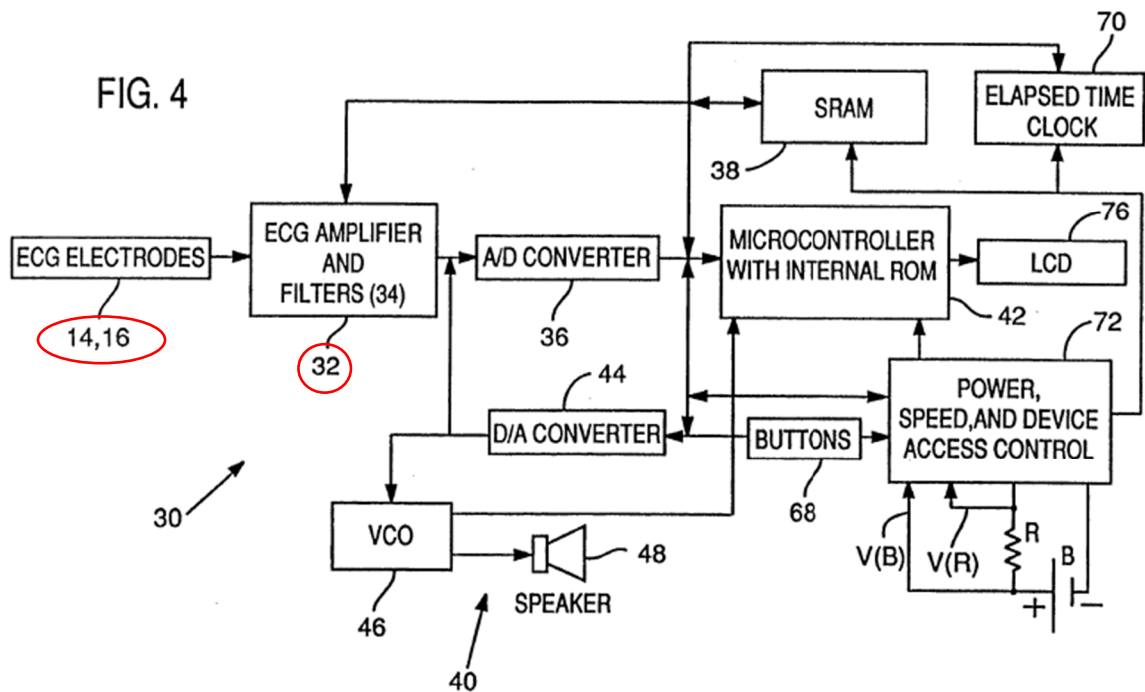 FIG. 4
70
ELAPSED TIME
CLOCK
SRAM
38
ECG ELECTRODES
14,16
ECG AMPLIFIER
AND
FILTERS (34)
32
A/D CONVERTER
36
MICROCONTROLLER
WITH INTERNAL ROM
42
76
LCD
72
POWER,
SPEED,AND DEVICE
ACCESS CONTROL
44
D/A CONVERTER
BUTTONS
68
30
VCO
46
48
SPEAKER
40
V(B)
V(R)
R
B
+
–